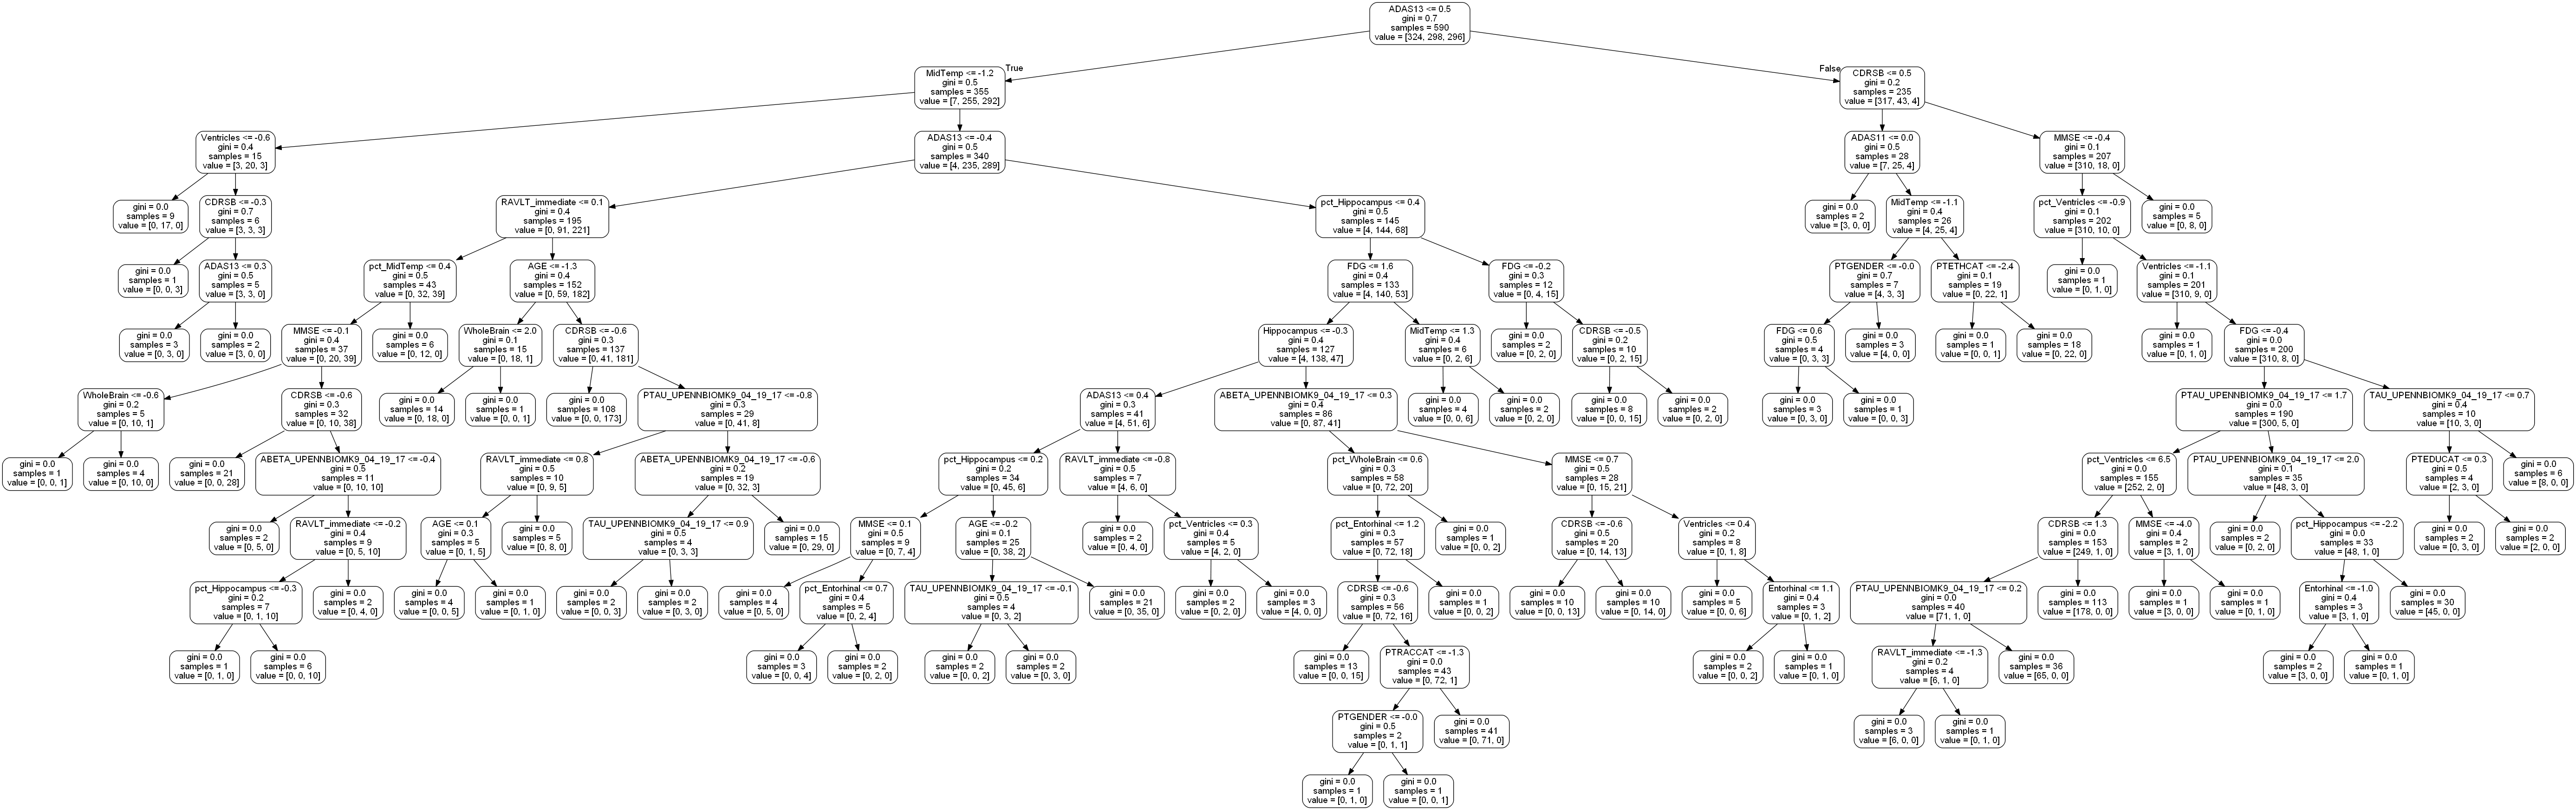 ADAS13 <= 0.5
gini = 0.7
samples = 590
value = [324, 298, 296]
True
False
MidTemp <= -1.2
gini = 0.5
samples = 355
value = [7, 255, 292]
CDRSB <= 0.5
gini = 0.2
samples = 235
value = [317, 43, 4]
Ventricles <= -0.6
gini = 0.4
samples = 15
value = [3, 20, 3]
ADAS13 <= -0.4
gini = 0.5
samples = 340
value = [4, 235, 289]
ADAS11 <= 0.0
gini = 0.5
samples = 28
value = [7, 25, 4]
MMSE <= -0.4
gini = 0.1
samples = 207
value = [310, 18, 0]
gini = 0.0
samples = 9
value = [0, 17, 0]
CDRSB <= -0.3
gini = 0.7
samples = 6
value = [3, 3, 3]
RAVLT_immediate <= 0.1
gini = 0.4
samples = 195
value = [0, 91, 221]
pct_Hippocampus <= 0.4
gini = 0.5
samples = 145
value = [4, 144, 68]
gini = 0.0
samples = 2
value = [3, 0, 0]
MidTemp <= -1.1
gini = 0.4
samples = 26
value = [4, 25, 4]
pct_Ventricles <= -0.9
gini = 0.1
samples = 202
value = [310, 10, 0]
gini = 0.0
samples = 5
value = [0, 8, 0]
gini = 0.0
samples = 1
value = [0, 0, 3]
ADAS13 <= 0.3
gini = 0.5
samples = 5
value = [3, 3, 0]
pct_MidTemp <= 0.4
gini = 0.5
samples = 43
value = [0, 32, 39]
AGE <= -1.3
gini = 0.4
samples = 152
value = [0, 59, 182]
FDG <= 1.6
gini = 0.4
samples = 133
value = [4, 140, 53]
FDG <= -0.2
gini = 0.3
samples = 12
value = [0, 4, 15]
PTGENDER <= -0.0
gini = 0.7
samples = 7
value = [4, 3, 3]
PTETHCAT <= -2.4
gini = 0.1
samples = 19
value = [0, 22, 1]
gini = 0.0
samples = 1
value = [0, 1, 0]
Ventricles <= -1.1
gini = 0.1
samples = 201
value = [310, 9, 0]
gini = 0.0
samples = 3
value = [0, 3, 0]
gini = 0.0
samples = 2
value = [3, 0, 0]
MMSE <= -0.1
gini = 0.4
samples = 37
value = [0, 20, 39]
gini = 0.0
samples = 6
value = [0, 12, 0]
WholeBrain <= 2.0
gini = 0.1
samples = 15
value = [0, 18, 1]
CDRSB <= -0.6
gini = 0.3
samples = 137
value = [0, 41, 181]
Hippocampus <= -0.3
gini = 0.4
samples = 127
value = [4, 138, 47]
MidTemp <= 1.3
gini = 0.4
samples = 6
value = [0, 2, 6]
gini = 0.0
samples = 2
value = [0, 2, 0]
CDRSB <= -0.5
gini = 0.2
samples = 10
value = [0, 2, 15]
FDG <= 0.6
gini = 0.5
samples = 4
value = [0, 3, 3]
gini = 0.0
samples = 3
value = [4, 0, 0]
gini = 0.0
samples = 1
value = [0, 0, 1]
gini = 0.0
samples = 18
value = [0, 22, 0]
gini = 0.0
samples = 1
value = [0, 1, 0]
FDG <= -0.4
gini = 0.0
samples = 200
value = [310, 8, 0]
WholeBrain <= -0.6
gini = 0.2
samples = 5
value = [0, 10, 1]
CDRSB <= -0.6
gini = 0.3
samples = 32
value = [0, 10, 38]
gini = 0.0
samples = 14
value = [0, 18, 0]
gini = 0.0
samples = 1
value = [0, 0, 1]
gini = 0.0
samples = 108
value = [0, 0, 173]
PTAU_UPENNBIOMK9_04_19_17 <= -0.8
gini = 0.3
samples = 29
value = [0, 41, 8]
ADAS13 <= 0.4
gini = 0.3
samples = 41
value = [4, 51, 6]
ABETA_UPENNBIOMK9_04_19_17 <= 0.3
gini = 0.4
samples = 86
value = [0, 87, 41]
gini = 0.0
samples = 4
value = [0, 0, 6]
gini = 0.0
samples = 2
value = [0, 2, 0]
gini = 0.0
samples = 8
value = [0, 0, 15]
gini = 0.0
samples = 2
value = [0, 2, 0]
gini = 0.0
samples = 3
value = [0, 3, 0]
gini = 0.0
samples = 1
value = [0, 0, 3]
PTAU_UPENNBIOMK9_04_19_17 <= 1.7
gini = 0.0
samples = 190
value = [300, 5, 0]
TAU_UPENNBIOMK9_04_19_17 <= 0.7
gini = 0.4
samples = 10
value = [10, 3, 0]
gini = 0.0
samples = 1
value = [0, 0, 1]
gini = 0.0
samples = 4
value = [0, 10, 0]
gini = 0.0
samples = 21
value = [0, 0, 28]
ABETA_UPENNBIOMK9_04_19_17 <= -0.4
gini = 0.5
samples = 11
value = [0, 10, 10]
RAVLT_immediate <= 0.8
gini = 0.5
samples = 10
value = [0, 9, 5]
ABETA_UPENNBIOMK9_04_19_17 <= -0.6
gini = 0.2
samples = 19
value = [0, 32, 3]
pct_Hippocampus <= 0.2
gini = 0.2
samples = 34
value = [0, 45, 6]
RAVLT_immediate <= -0.8
gini = 0.5
samples = 7
value = [4, 6, 0]
pct_WholeBrain <= 0.6
gini = 0.3
samples = 58
value = [0, 72, 20]
MMSE <= 0.7
gini = 0.5
samples = 28
value = [0, 15, 21]
pct_Ventricles <= 6.5
gini = 0.0
samples = 155
value = [252, 2, 0]
PTAU_UPENNBIOMK9_04_19_17 <= 2.0
gini = 0.1
samples = 35
value = [48, 3, 0]
PTEDUCAT <= 0.3
gini = 0.5
samples = 4
value = [2, 3, 0]
gini = 0.0
samples = 6
value = [8, 0, 0]
gini = 0.0
samples = 2
value = [0, 5, 0]
RAVLT_immediate <= -0.2
gini = 0.4
samples = 9
value = [0, 5, 10]
AGE <= 0.1
gini = 0.3
samples = 5
value = [0, 1, 5]
gini = 0.0
samples = 5
value = [0, 8, 0]
TAU_UPENNBIOMK9_04_19_17 <= 0.9
gini = 0.5
samples = 4
value = [0, 3, 3]
gini = 0.0
samples = 15
value = [0, 29, 0]
MMSE <= 0.1
gini = 0.5
samples = 9
value = [0, 7, 4]
AGE <= -0.2
gini = 0.1
samples = 25
value = [0, 38, 2]
gini = 0.0
samples = 2
value = [0, 4, 0]
pct_Ventricles <= 0.3
gini = 0.4
samples = 5
value = [4, 2, 0]
pct_Entorhinal <= 1.2
gini = 0.3
samples = 57
value = [0, 72, 18]
gini = 0.0
samples = 1
value = [0, 0, 2]
CDRSB <= -0.6
gini = 0.5
samples = 20
value = [0, 14, 13]
Ventricles <= 0.4
gini = 0.2
samples = 8
value = [0, 1, 8]
CDRSB <= 1.3
gini = 0.0
samples = 153
value = [249, 1, 0]
MMSE <= -4.0
gini = 0.4
samples = 2
value = [3, 1, 0]
gini = 0.0
samples = 2
value = [0, 2, 0]
pct_Hippocampus <= -2.2
gini = 0.0
samples = 33
value = [48, 1, 0]
gini = 0.0
samples = 2
value = [0, 3, 0]
gini = 0.0
samples = 2
value = [2, 0, 0]
pct_Hippocampus <= -0.3
gini = 0.2
samples = 7
value = [0, 1, 10]
gini = 0.0
samples = 2
value = [0, 4, 0]
gini = 0.0
samples = 4
value = [0, 0, 5]
gini = 0.0
samples = 1
value = [0, 1, 0]
gini = 0.0
samples = 2
value = [0, 0, 3]
gini = 0.0
samples = 2
value = [0, 3, 0]
gini = 0.0
samples = 4
value = [0, 5, 0]
pct_Entorhinal <= 0.7
gini = 0.4
samples = 5
value = [0, 2, 4]
TAU_UPENNBIOMK9_04_19_17 <= -0.1
gini = 0.5
samples = 4
value = [0, 3, 2]
gini = 0.0
samples = 21
value = [0, 35, 0]
gini = 0.0
samples = 2
value = [0, 2, 0]
gini = 0.0
samples = 3
value = [4, 0, 0]
CDRSB <= -0.6
gini = 0.3
samples = 56
value = [0, 72, 16]
gini = 0.0
samples = 1
value = [0, 0, 2]
gini = 0.0
samples = 10
value = [0, 0, 13]
gini = 0.0
samples = 10
value = [0, 14, 0]
gini = 0.0
samples = 5
value = [0, 0, 6]
Entorhinal <= 1.1
gini = 0.4
samples = 3
value = [0, 1, 2]
PTAU_UPENNBIOMK9_04_19_17 <= 0.2
gini = 0.0
samples = 40
value = [71, 1, 0]
gini = 0.0
samples = 113
value = [178, 0, 0]
gini = 0.0
samples = 1
value = [3, 0, 0]
gini = 0.0
samples = 1
value = [0, 1, 0]
Entorhinal <= -1.0
gini = 0.4
samples = 3
value = [3, 1, 0]
gini = 0.0
samples = 30
value = [45, 0, 0]
gini = 0.0
samples = 1
value = [0, 1, 0]
gini = 0.0
samples = 6
value = [0, 0, 10]
gini = 0.0
samples = 3
value = [0, 0, 4]
gini = 0.0
samples = 2
value = [0, 2, 0]
gini = 0.0
samples = 2
value = [0, 0, 2]
gini = 0.0
samples = 2
value = [0, 3, 0]
gini = 0.0
samples = 13
value = [0, 0, 15]
PTRACCAT <= -1.3
gini = 0.0
samples = 43
value = [0, 72, 1]
gini = 0.0
samples = 2
value = [0, 0, 2]
gini = 0.0
samples = 1
value = [0, 1, 0]
RAVLT_immediate <= -1.3
gini = 0.2
samples = 4
value = [6, 1, 0]
gini = 0.0
samples = 36
value = [65, 0, 0]
gini = 0.0
samples = 2
value = [3, 0, 0]
gini = 0.0
samples = 1
value = [0, 1, 0]
PTGENDER <= -0.0
gini = 0.5
samples = 2
value = [0, 1, 1]
gini = 0.0
samples = 41
value = [0, 71, 0]
gini = 0.0
samples = 3
value = [6, 0, 0]
gini = 0.0
samples = 1
value = [0, 1, 0]
gini = 0.0
samples = 1
value = [0, 1, 0]
gini = 0.0
samples = 1
value = [0, 0, 1]